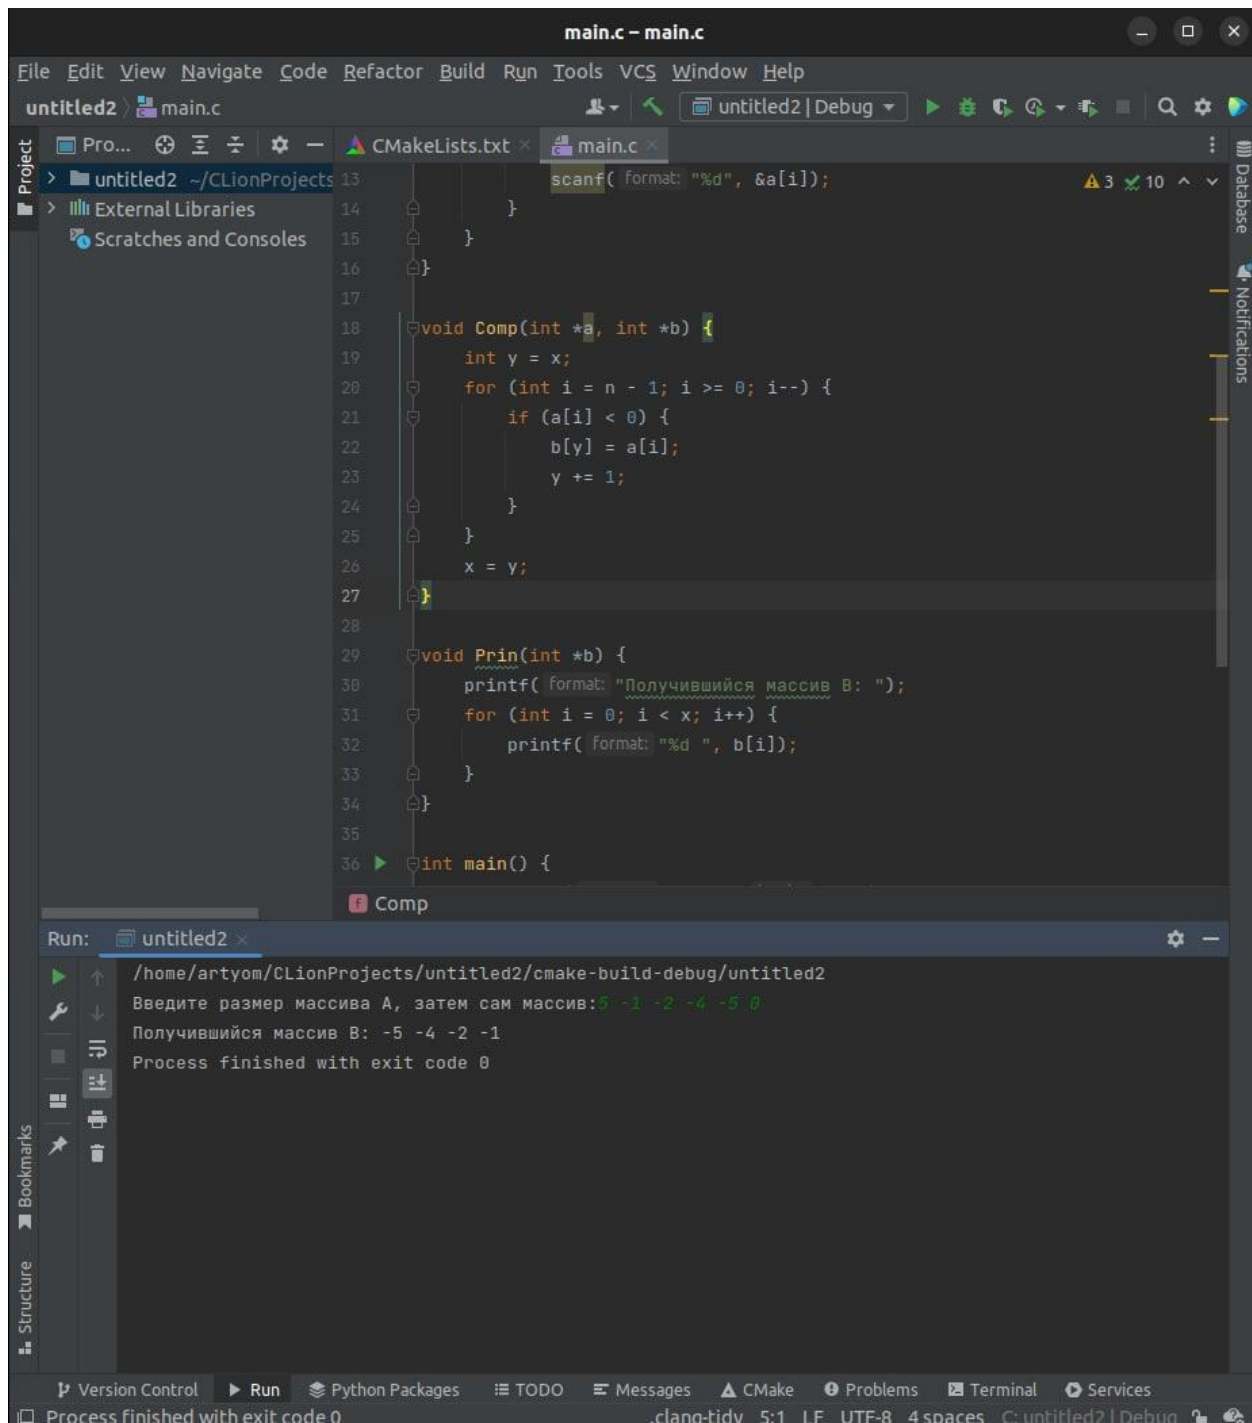 main.c – main.c
File Edit View Navigate Code Refactor Build Run Tools VCS Window Help
untitled2 main.c untitled2 | Debug
Project
Pro... CMakeLists.txt main.c
untitled2 ~/CLionProjects
External Libraries
Scratches and Consoles
3 10
Database
Notifications
13 scanf( format: "%d", &a[i]);
14 }
15 }
16 }
17
18 void Comp(int *a, int *b) {
19 int y = x;
20 for (int i = n - 1; i >= 0; i--) {
21 if (a[i] < 0) {
22 b[y] = a[i];
23 y += 1;
24 }
25 }
26 x = y;
27 }
28
29 void Prin(int *b) {
30 printf( format: "Получившийся массив B: ");
31 for (int i = 0; i < x; i++) {
32 printf( format: "%d ", b[i]);
33 }
34 }
35
36 int main() {
f Comp
Run: untitled2
/home/artyom/CLionProjects/untitled2/cmake-build-debug/untitled2
Введите размер массива A, затем сам массив:5 -1 -2 -4 -5 0
Получившийся массив B: -5 -4 -2 -1
Process finished with exit code 0
Bookmarks
Structure
Version Control Run Python Packages TODO Messages CMake Problems Terminal Services
Process finished with exit code 0 .clang-tidy 5:1 LF UTF-8 4 spaces C: untitled2 | Debug